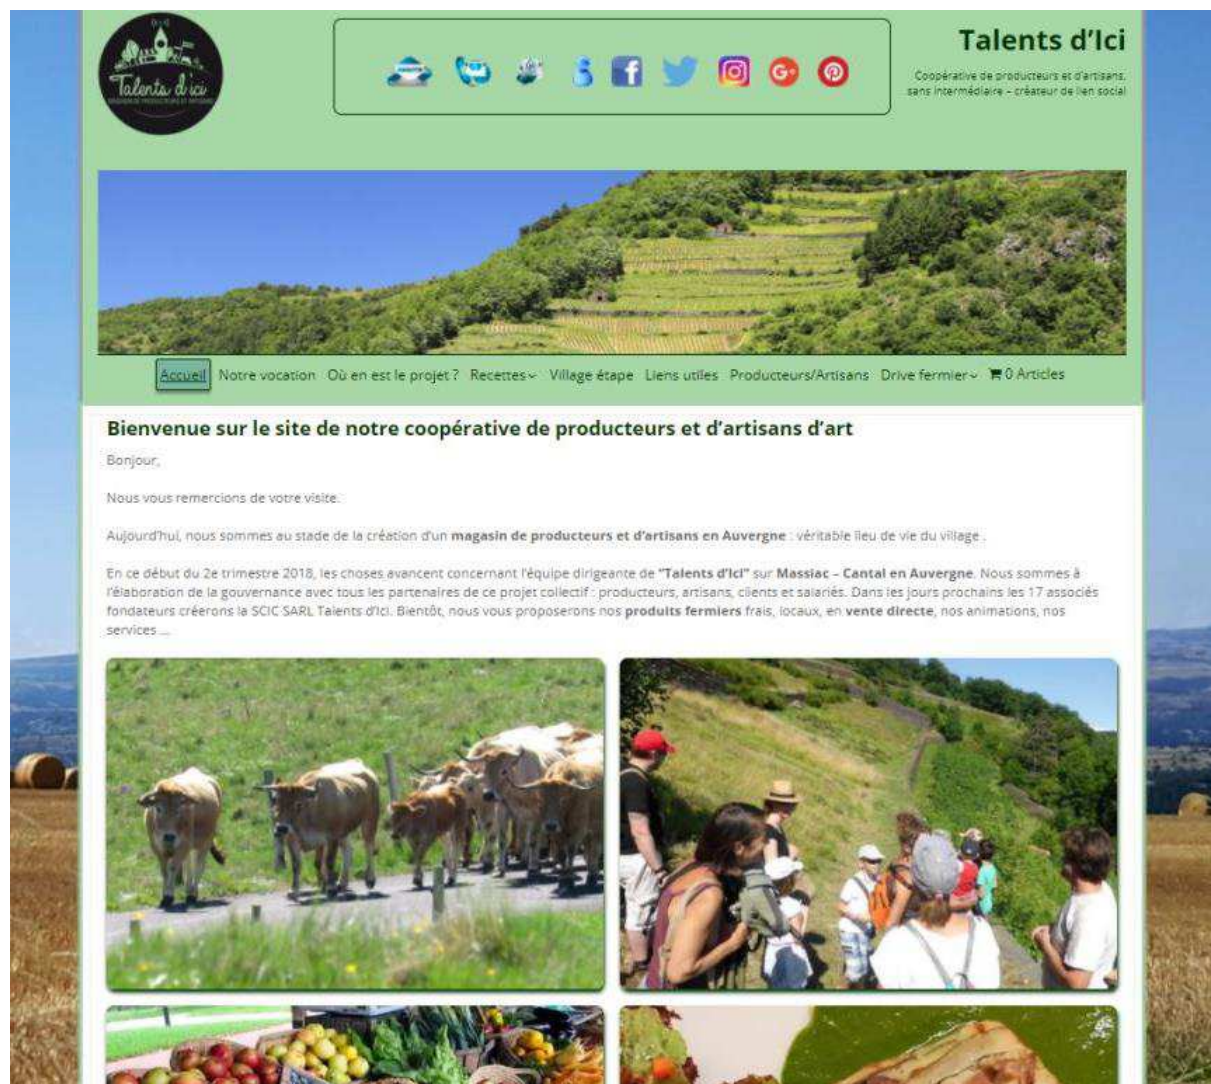 Talents d'ici
MAGASIN DE PRODUCTEURS ET ARTISANS
Talents d'Ici
Coopérative de producteurs et d'artisans,
sans intermédiaire – créateur de lien social
Accueil Notre vocation Où en est le projet ? Recettes Village étape Liens utiles Producteurs/Artisans Drive fermier 0 Articles
Bienvenue sur le site de notre coopérative de producteurs et d'artisans d'art
Bonjour,
Nous vous remercions de votre visite.
Aujourd'hui, nous sommes au stade de la création d'un magasin de producteurs et d'artisans en Auvergne : véritable lieu de vie du village .
En ce début du 2e trimestre 2018, les choses avancent concernant l'équipe dirigeante de "Talents d'Ici" sur Massiac – Cantal en Auvergne. Nous sommes à
l'élaboration de la gouvernance avec tous les partenaires de ce projet collectif : producteurs, artisans, clients et salariés. Dans les jours prochains les 17 associés
fondateurs créerons la SCIC SARL Talents d'Ici. Bientôt, nous vous proposerons nos produits fermiers frais, locaux, en vente directe, nos animations, nos
services ...